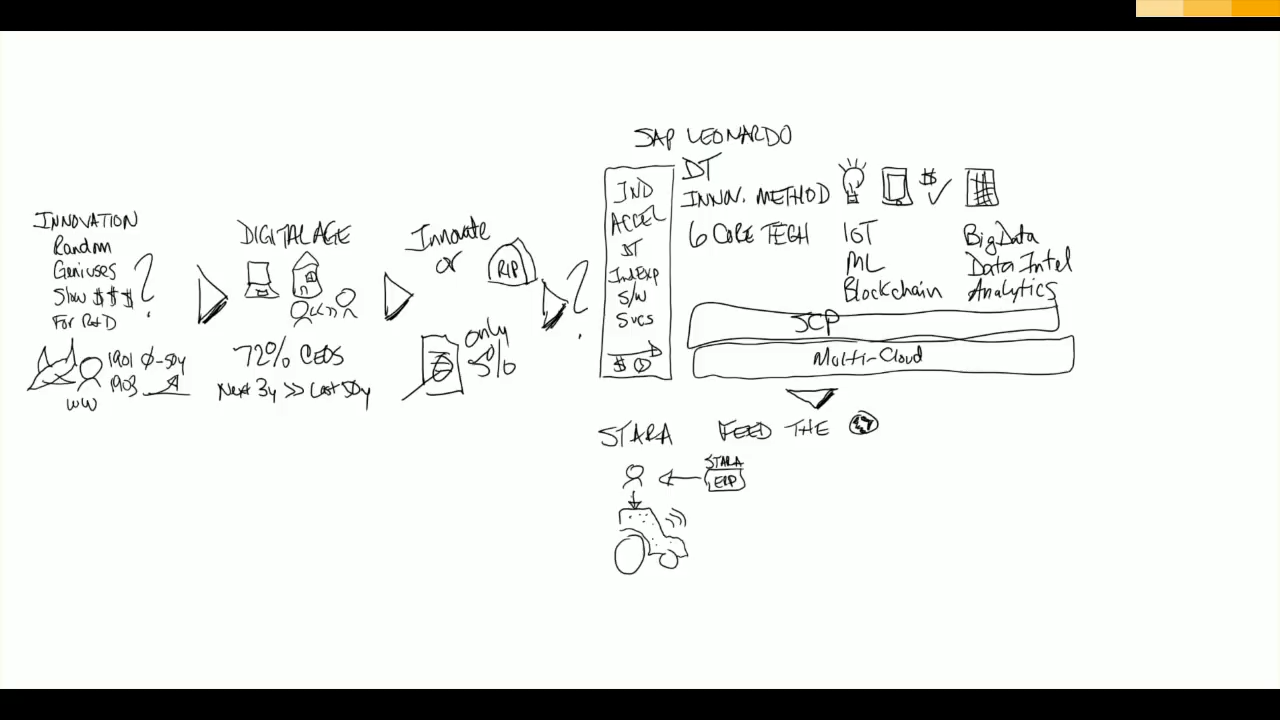 INNOVATION
Random
Geniuses
Slow $$$
For R+D
?
1901 Ø-50y
1903
WW
DIGITAL AGE
72% CEOS
Next 3y >> Last 50y
Innovate
or
RIP
only
5%
?
SAP LEONARDO
IND
ACCEL
DT
IndExp
S/W
Svcs
$
DT
INNOV. METHOD
$
6 CORE TECH
IoT
ML
Blockchain
Big Data
Data Intel
Analytics
SCP
Multi-Cloud
STARA
FEED THE
STARA
ERP